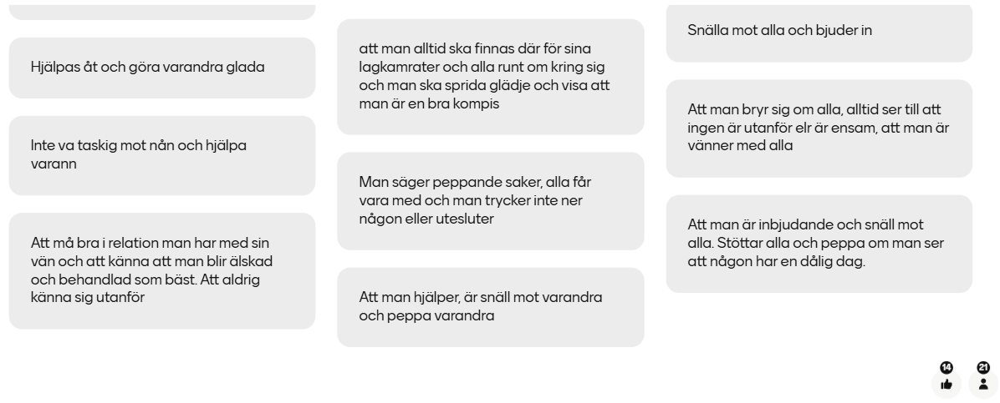 Hjälpas åt och göra varandra glada
Inte va taskig mot nån och hjälpa
varann
Att må bra i relation man har med sin
vän och att känna att man blir älskad
och behandlad som bäst. Att aldrig
känna sig utanför
att man alltid ska finnas där för sina
lagkamrater och alla runt om kring sig
och man ska sprida glädje och visa att
man är en bra kompis
Man säger peppande saker, alla får
vara med och man trycker inte ner
någon eller utesluter
Att man hjälper, är snäll mot varandra
och peppa varandra
Snälla mot alla och bjuder in
Att man bryr sig om alla, alltid ser till att
ingen är utanför elr är ensam, att man är
vänner med alla
Att man är inbjudande och snäll mot
alla. Stöttar alla och peppa om man ser
att någon har en dålig dag.
14
21